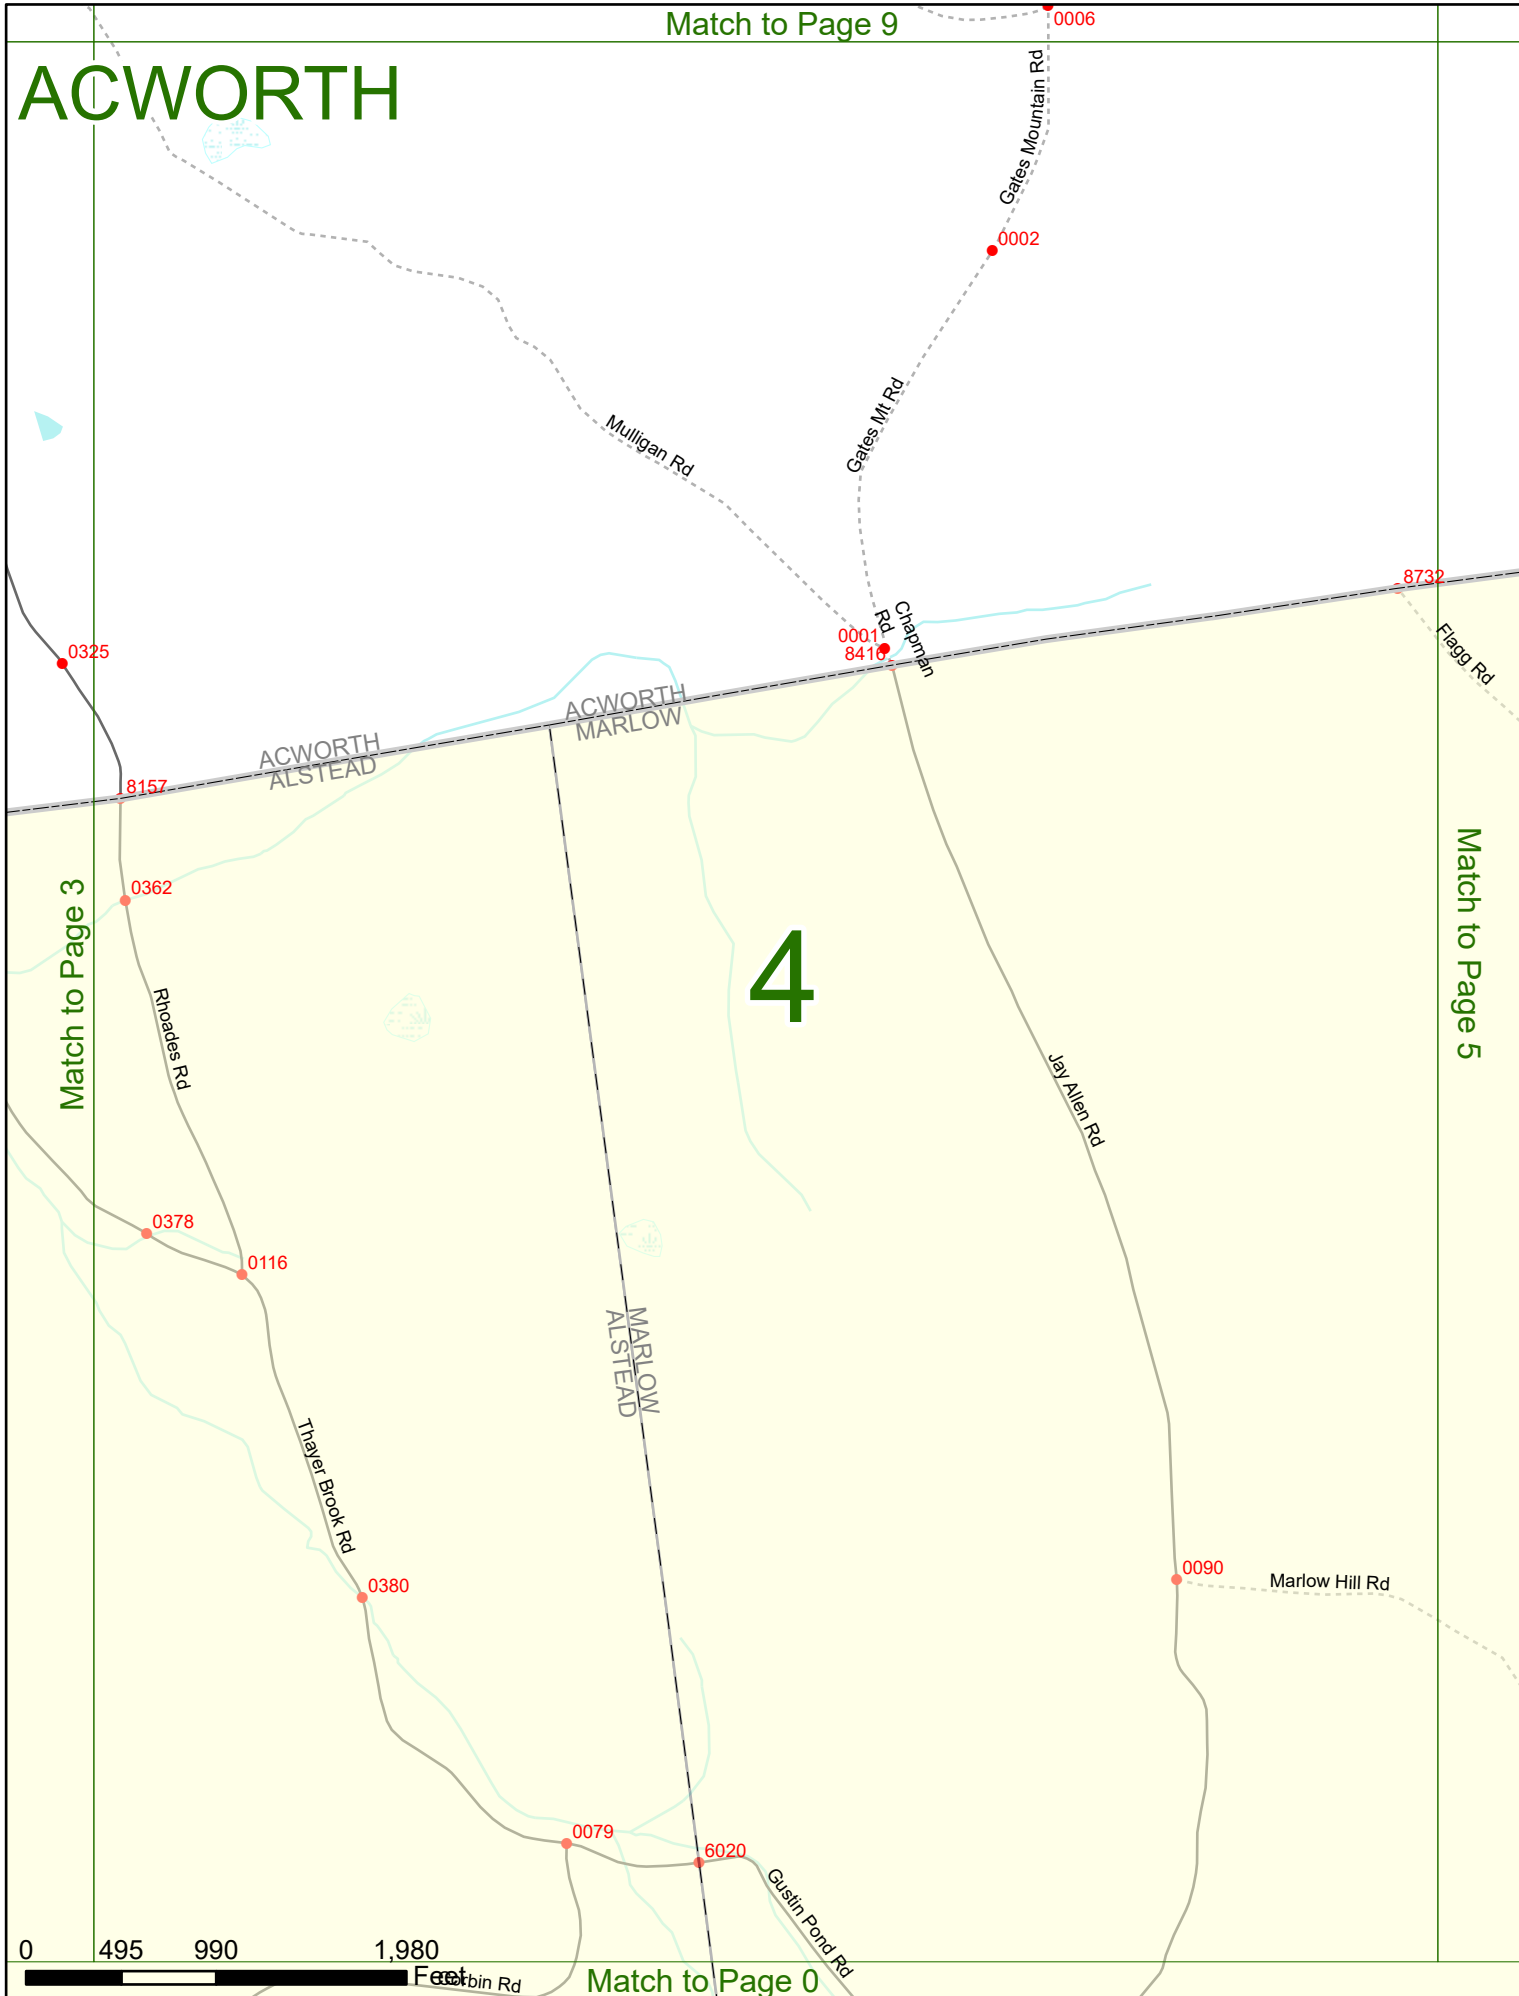 Match to Page 9
0006
ACWORTH
Gates Mountain Rd
0002
Gates Mt Rd
Mulligan Rd
8732
Chapman
Rd
0001
8416
Flagg Rd
0325
ACWORTH
MARLOW
ACWORTH
ALSTEAD
8157
0362
Match to Page 3
Match to Page 5
4
Rhoades Rd
Jay Allen Rd
0378
0116
MARLOW
ALSTEAD
Thayer Brook Rd
0380
0090
Marlow Hill Rd
0079
6020
Gustin Pond Rd
0 495 990 1,980
Feet
Corbin Rd
Match to Page 0